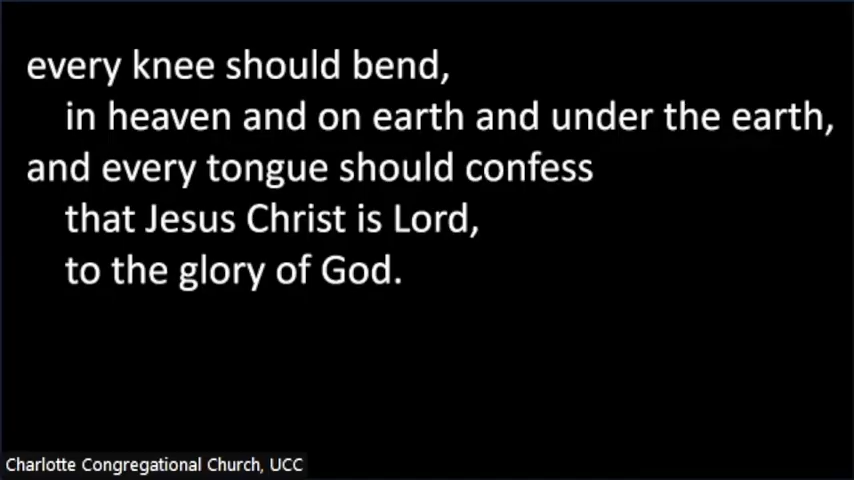 every knee should bend,
in heaven and on earth and under the earth,
and every tongue should confess
that Jesus Christ is Lord,
to the glory of God.
Charlotte Congregational Church, UCC